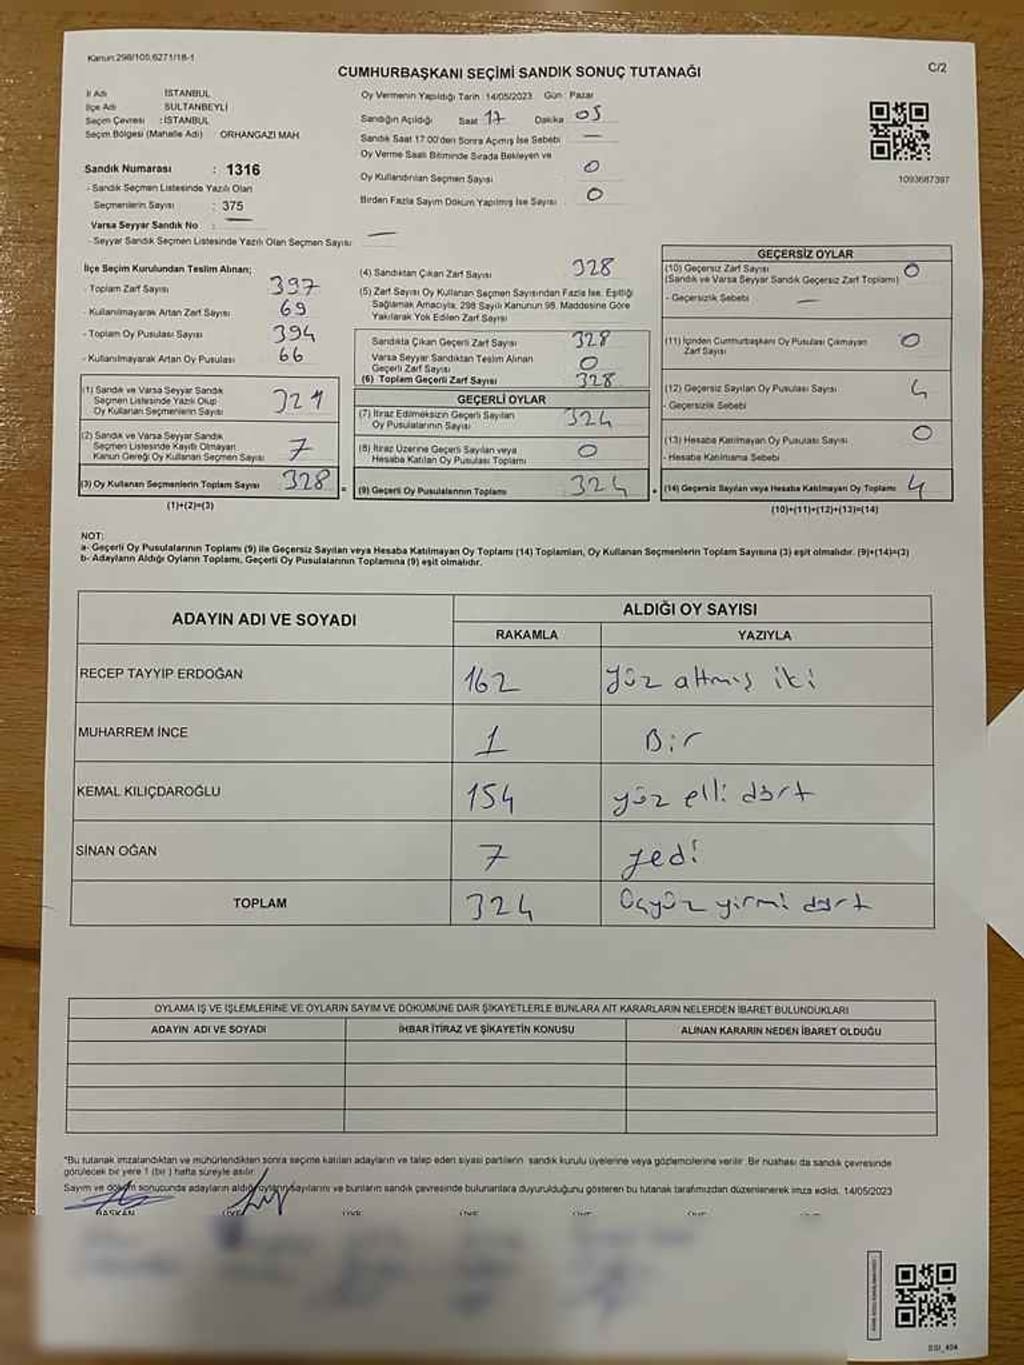 Kanun:298/105,6271/18-1
C/2
CUMHURBAŞKANI SEÇİMİ SANDIK SONUÇ TUTANAĞI
İl Adı : İSTANBUL
İlçe Adı : SULTANBEYLİ
Seçim Çevresi : İSTANBUL
Seçim Bölgesi (Mahalle Adı) ORHANGAZİ MAH.
Oy Vermenin Yapıldığı Tarih :14/05/2023 Gün : Pazar
Sandığın Açıldığı Saat 17 Dakika 05
Sandık Saat 17:00'den Sonra Açımış İse Sebebi —
Oy Verme Saati Bitiminde Sırada Bekleyen ve
Oy Kullandırılan Seçmen Sayısı 0
Birden Fazla Sayım Döküm Yapılmış İse Sayısı : 0
1093687397
Sandık Numarası : 1316
- Sandık Seçmen Listesinde Yazılı Olan
Seçmenlerin Sayısı : 375
Varsa Seyyar Sandık No : —
- Seyyar Sandık Seçmen Listesinde Yazılı Olan Seçmen Sayısı : —
İlçe Seçim Kurulundan Teslim Alınan;
- Toplam Zarf Sayısı 397
- Kullanılmayarak Artan Zarf Sayısı 69
- Toplam Oy Pusulası Sayısı 394
- Kullanılmayarak Artan Oy Pusulası 66
(1) Sandık ve Varsa Seyyar Sandık
Seçmen Listesinde Yazılı Olup
Oy Kullanan Seçmenlerin Sayısı 321
(2) Sandık ve Varsa Seyyar Sandık
Seçmen Listesinde Kayıtlı Olmayan
Kanun Gereği Oy Kullanan Seçmen Sayısı 7
(3) Oy Kullanan Seçmenlerin Toplam Sayısı 328
(1)+(2)=(3)
(4) Sandıktan Çıkan Zarf Sayısı 328
(5) Zarf Sayısı Oy Kullanan Seçmen Sayısından Fazla İse, Eşitliği
Sağlamak Amacıyla, 298 Sayılı Kanunun 98. Maddesine Göre
Yakılarak Yok Edilen Zarf Sayısı
Sandıkta Çıkan Geçerli Zarf Sayısı 328
Varsa Seyyar Sandıktan Teslim Alınan
Geçerli Zarf Sayısı 0
(6) Toplam Geçerli Zarf Sayısı 328
GEÇERLİ OYLAR
(7) İtiraz Edilmeksizin Geçerli Sayılan
Oy Pusulalarının Sayısı 324
(8) İtiraz Üzerine Geçerli Sayılan veya
Hesaba Katılan Oy Pusulası Toplamı 0
= (9) Geçerli Oy Pusulalarının Toplamı 324
GEÇERSİZ OYLAR
(10) Geçersiz Zarf Sayısı 0
(Sandık ve Varsa Seyyar Sandık Geçersiz Zarf Toplamı)
- Geçersizlik Sebebi —
(11) İçinden Cumhurbaşkanı Oy Pusulası Çıkmayan
Zarf Sayısı 0
(12) Geçersiz Sayılan Oy Pusulası Sayısı 4
- Geçersizlik Sebebi
(13) Hesaba Katılmayan Oy Pusulası Sayısı 0
- Hesaba Katılmama Sebebi
(14) Geçersiz Sayılan veya Hesaba Katılmayan Oy Toplamı 4
(10)+(11)+(12)+(13)=(14)
NOT:
a- Geçerli Oy Pusulalarının Toplamı (9) ile Geçersiz Sayılan veya Hesaba Katılmayan Oy Toplamı (14) Toplamları, Oy Kullanan Seçmenlerin Toplam Sayısına (3) eşit olmalıdır. (9)+(14)=(3)
b- Adayların Aldığı Oyların Toplamı, Geçerli Oy Pusulalarının Toplamına (9) eşit olmalıdır.
ADAYIN ADI VE SOYADI ALDIĞI OY SAYISI
RAKAMLA YAZIYLA
RECEP TAYYIP ERDOĞAN 162 Yüz altmış iki
MUHARREM İNCE 1 Bir
KEMAL KILIÇDAROĞLU 154 yüz elli dört
SİNAN OĞAN 7 yedi
TOPLAM 324 Üçyüz yirmi dört
OYLAMA İŞ VE İŞLEMLERİNE VE OYLARIN SAYIM VE DÖKÜMÜNE DAİR ŞİKAYETLERLE BUNLARA AİT KARARLARIN NELERDEN İBARET BULUNDUKLARI
ADAYIN ADI VE SOYADI İHBAR İTİRAZ VE ŞİKAYETİN KONUSU ALINAN KARARIN NEDEN İBARET OLDUĞU
*Bu tutanak imzalandıktan ve mühürlendikten sonra seçime katılan adayların ve talep eden siyasi partilerin sandık kurulu üyelerine veya gözlemcilerine verilir. Bir nüshası da sandık çevresinde
görülecek bir yere 1 (bir) hafta süreyle asılır.
Sayım ve döküm sonucunda adayların aldığı oyların sayılarını ve bunların sandık çevresinde bulunanlara duyurulduğunu gösteren bu tutanak tarafımızdan düzenlenerek imza edildi. 14/05/2023
BAŞKAN ÜYE ÜYE ÜYE ÜYE ÜYE